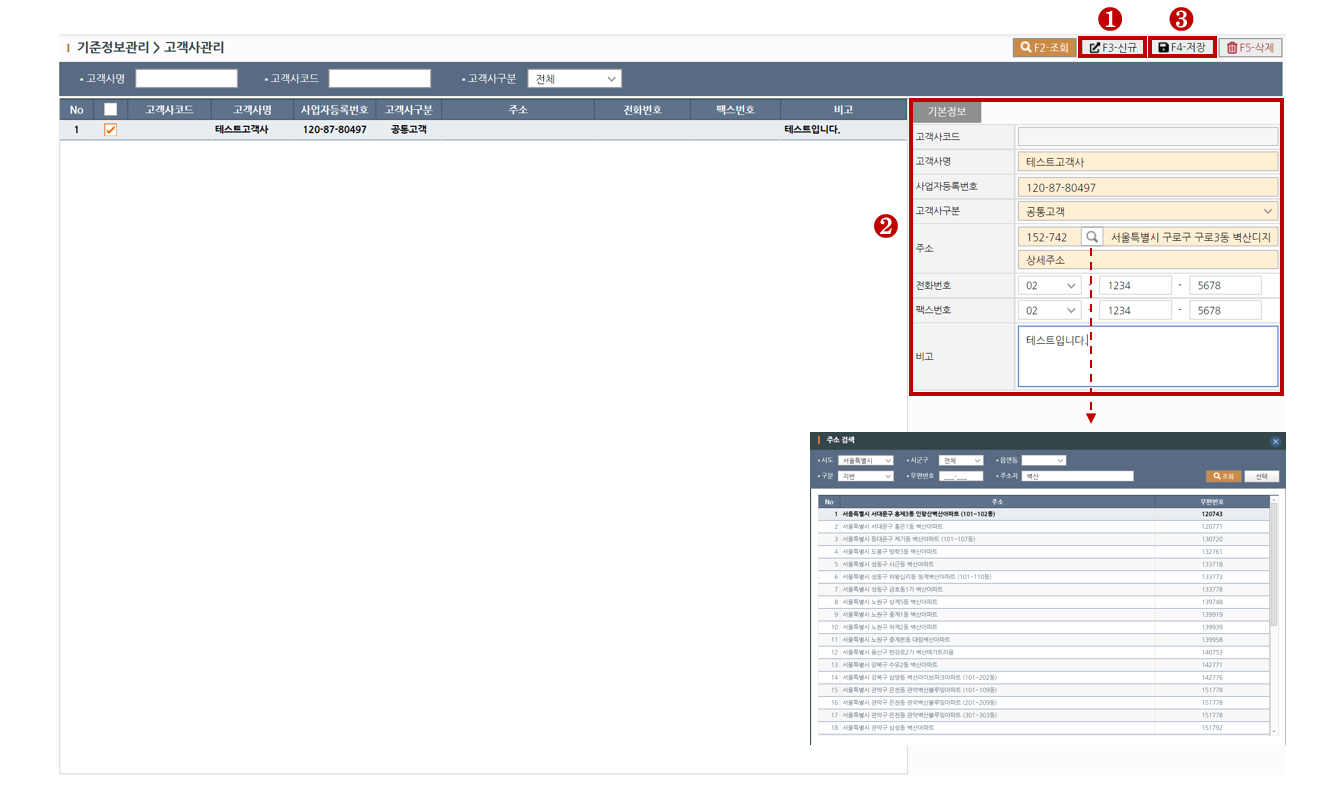 ❶ ❸
기준정보관리 > 고객사관리 F2-조회 F3-신규 F4-저장 F5-삭제
• 고객사명 • 고객사코드 • 고객사구분 전체
No 고객사코드 고객사명 사업자등록번호 고객사구분 주소 전화번호 팩스번호 비고
1 테스트고객사 120-87-80497 공통고객 테스트입니다.
기본정보
고객사코드
고객사명 테스트고객사
사업자등록번호 120-87-80497
고객사구분 공통고객
❷
주소 152-742 서울특별시 구로구 구로3동 벽산디지
상세주소
전화번호 02 - 1234 - 5678
팩스번호 02 - 1234 - 5678
비고 테스트입니다.
주소 검색
• 시도 서울특별시 • 시군구 전체 • 읍면동
• 구분 지번 • 우편번호 ___-___ • 주소지 벽산 조회 선택
No 주소 우편번호
1 서울특별시 서대문구 홍제3동 인왕산벽산아파트 (101~102동) 120743
2 서울특별시 서대문구 홍은1동 벽산아파트 120771
3 서울특별시 동대문구 제기동 벽산아파트 (101~107동) 130720
4 서울특별시 도봉구 방학3동 벽산아파트 132761
5 서울특별시 성동구 사근동 벽산아파트 133718
6 서울특별시 성동구 하왕십리동 청계벽산아파트 (101~110동) 133773
7 서울특별시 성동구 금호동1가 벽산아파트 133778
8 서울특별시 노원구 상계5동 벽산아파트 139748
9 서울특별시 노원구 중계1동 벽산아파트 139919
10 서울특별시 노원구 하계2동 벽산아파트 139939
11 서울특별시 노원구 중계본동 대림벽산아파트 139958
12 서울특별시 용산구 한강로2가 벽산메가트리움 140753
13 서울특별시 강북구 수유2동 벽산아파트 142771
14 서울특별시 강북구 삼양동 벽산라이브파크아파트 (101~202동) 142776
15 서울특별시 관악구 은천동 관악벽산블루밍아파트 (101~109동) 151778
16 서울특별시 관악구 은천동 관악벽산블루밍아파트 (201~209동) 151778
17 서울특별시 관악구 은천동 관악벽산블루밍아파트 (301~303동) 151778
18 서울특별시 관악구 삼성동 벽산아파트 151792